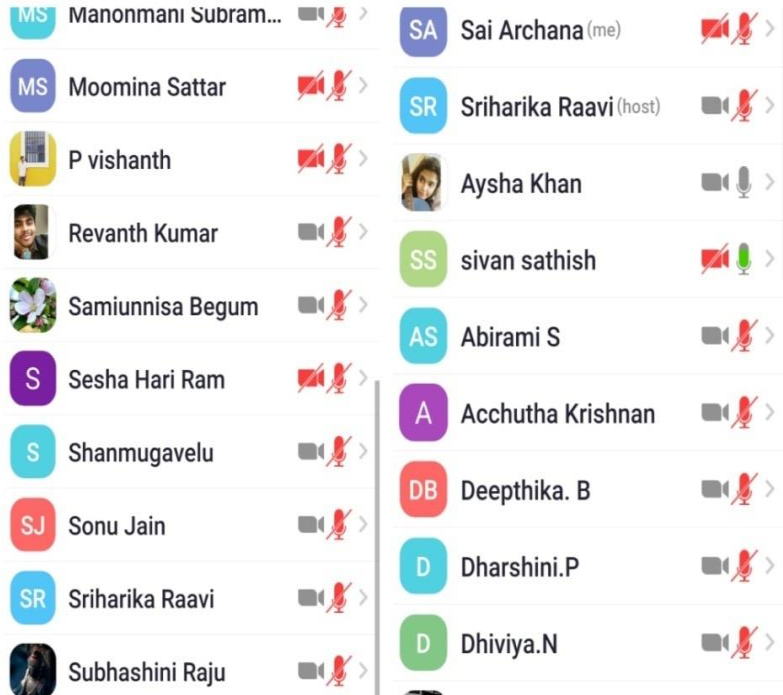 MS Manonmani Subram...
MS Moomina Sattar
P vishanth
Revanth Kumar
Samiunnisa Begum
S Sesha Hari Ram
S Shanmugavelu
SJ Sonu Jain
SR Sriharika Raavi
Subhashini Raju
SA Sai Archana (me)
SR Sriharika Raavi (host)
Aysha Khan
SS sivan sathish
AS Abirami S
A Acchutha Krishnan
DB Deepthika. B
D Dharshini.P
D Dhiviya.N